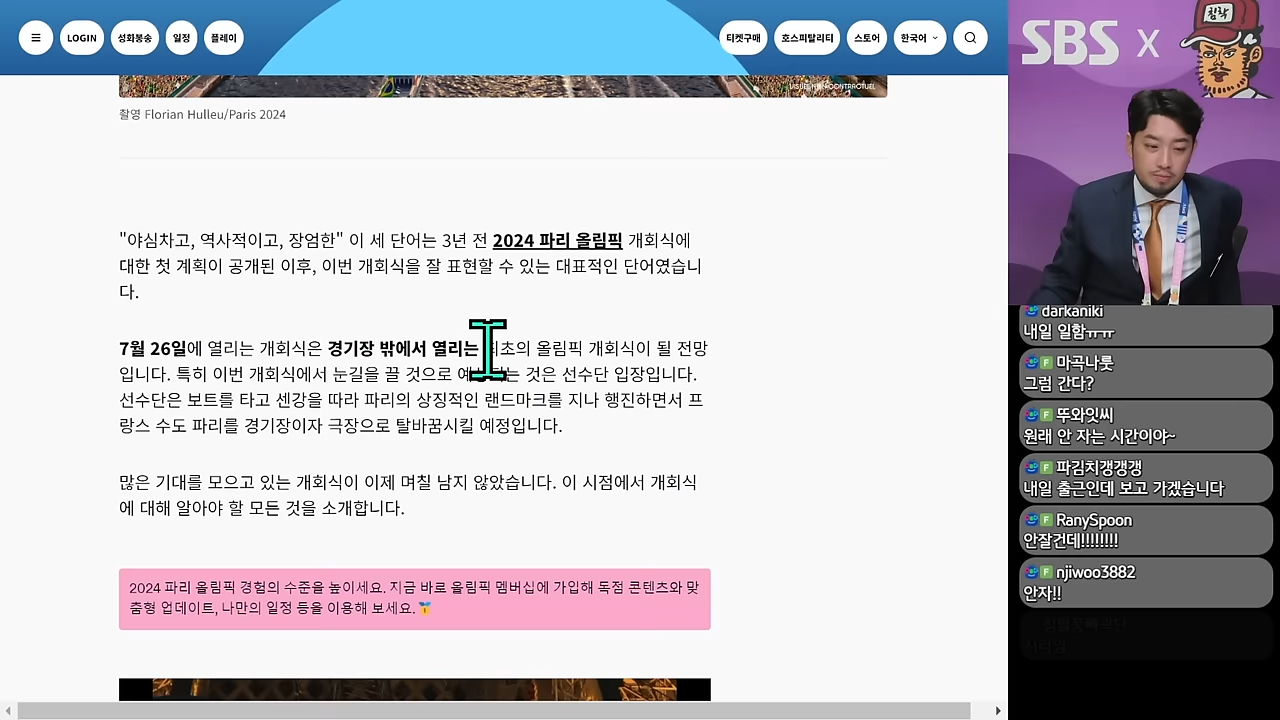 LOGIN
성화봉송
일정
플레이
티켓구매
호스피탈리티
스토어
한국어
SBS X
침착
촬영 Florian Hulleu/Paris 2024
"야심차고, 역사적이고, 장엄한" 이 세 단어는 3년 전 2024 파리 올림픽 개회식에
대한 첫 계획이 공개된 이후, 이번 개회식을 잘 표현할 수 있는 대표적인 단어였습니
다.
7월 26일에 열리는 개회식은 경기장 밖에서 열리는 최초의 올림픽 개회식이 될 전망
입니다. 특히 이번 개회식에서 눈길을 끌 것으로 것은 선수단 입장입니다.
선수단은 보트를 타고 센강을 따라 파리의 상징적인 랜드마크를 지나 행진하면서 프
랑스 수도 파리를 경기장이자 극장으로 탈바꿈시킬 예정입니다.
많은 기대를 모으고 있는 개회식이 이제 며칠 남지 않았습니다. 이 시점에서 개회식
에 대해 알아야 할 모든 것을 소개합니다.
2024 파리 올림픽 경험의 수준을 높이세요. 지금 바로 올림픽 멤버십에 가입해 독점 콘텐츠와 맞
춤형 업데이트, 나만의 일정 등을 이용해 보세요.🏅
darkaniki
내일 일함ㅠㅠ
F 마곡나룻
그럼 간다?
F 뚜와잇씨
원래 안 자는 시간이야~
F 파김치갱갱갱
내일 출근인데 보고 가겠습니다
F RanySpoon
안잘건데!!!!!!!!
F njiwoo3882
안자!!